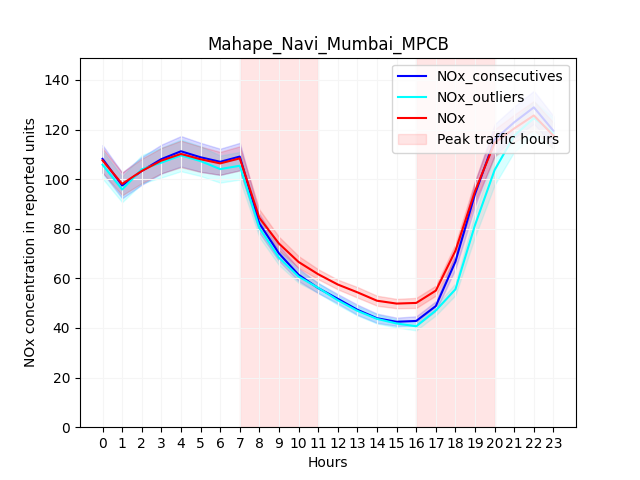 Mahape_Navi_Mumbai_MPCB
NOx_consecutives
NOx_outliers
NOx
Peak traffic hours
NOx concentration in reported units
140
120
100
80
60
40
20
0
0 1 2 3 4 5 6 7 8 9 10 11 12 13 14 15 16 17 18 19 20 21 22 23
Hours